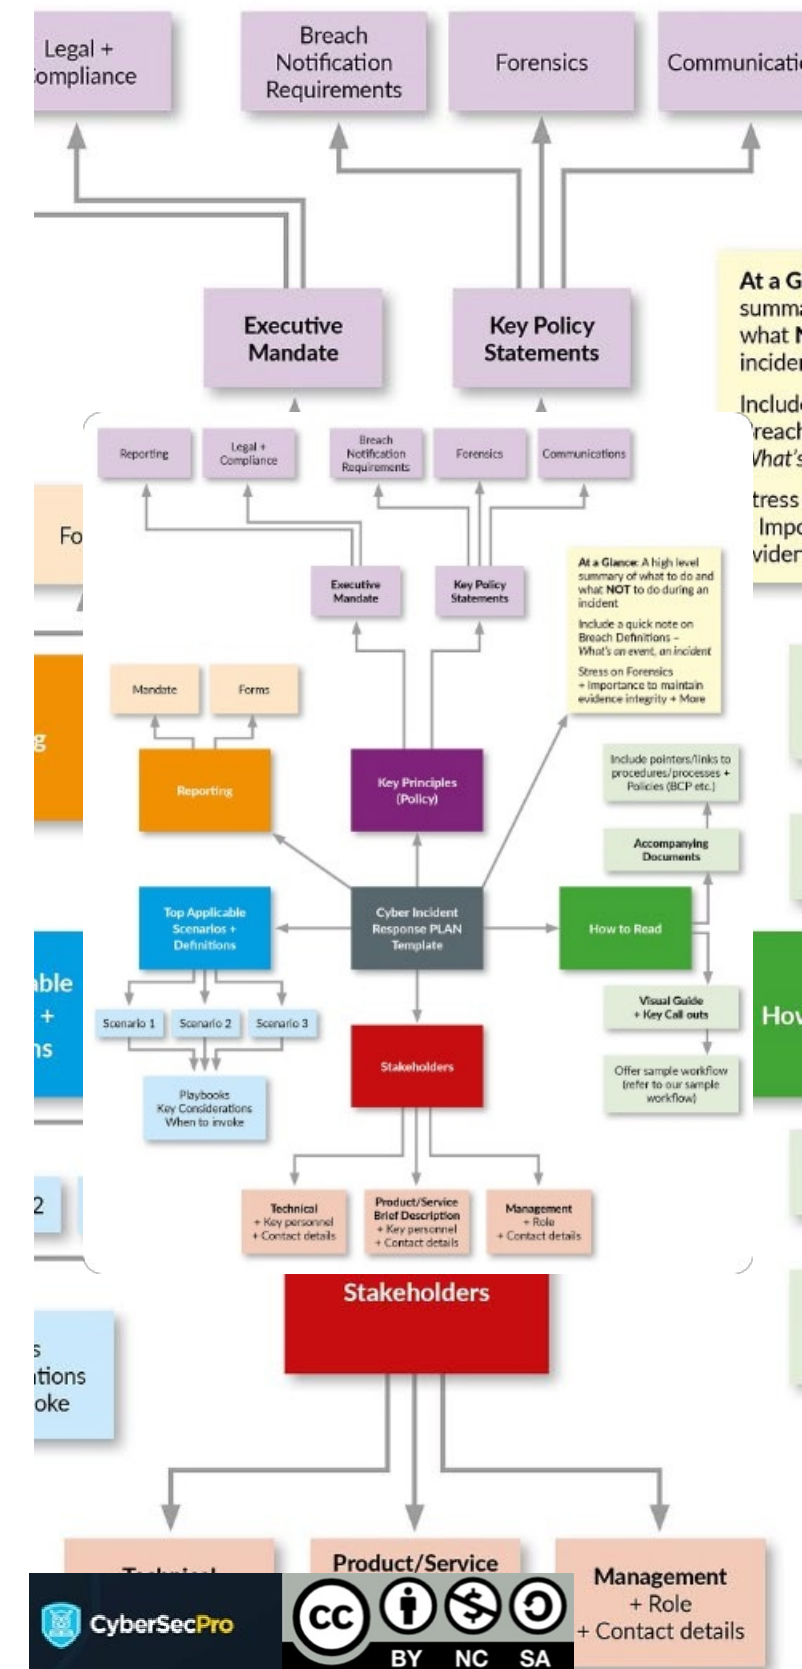 Legal +
Breach
Notification
Requirements
Forensics
Executive
Mandate
Key Policy
Statements
what
Reporting
Legal +
Compliance
Breach
Notification
Requirements
Forensics
Communications
Executive
Mandate
Key Policy
Statements
At a Glance: A high level
summary of what to do and
what NOT to do during an
incident
Include a quick note on
Breach Definitions –
What's an event, an incident
Stress on Forensics
+ Importance to maintain
evidence integrity + More
Mandate
Forms
Reporting
Key Principles
(Policy)
Include pointers/links to
procedures/processes +
Policies (BCP etc.)
Accompanying
Documents
Top Applicable
Scenarios +
Definitions
Cyber Incident
Response PLAN
Template
How to Read
Scenario 1
Scenario 2
Scenario 3
Visual Guide
+ Key Call outs
Stakeholders
Playbooks
Key Considerations
When to invoke
Offer sample workflow
(refer to our sample
workflow)
Technical
+ Key personnel
+ Contact details
Product/Service
Brief Description
+ Key personnel
+ Contact details
Management
+ Role
+ Contact details
+
2
Stakeholders
Product/Service
Management
+ Role
+ Contact details
CyberSecPro
cc
BY NC SA